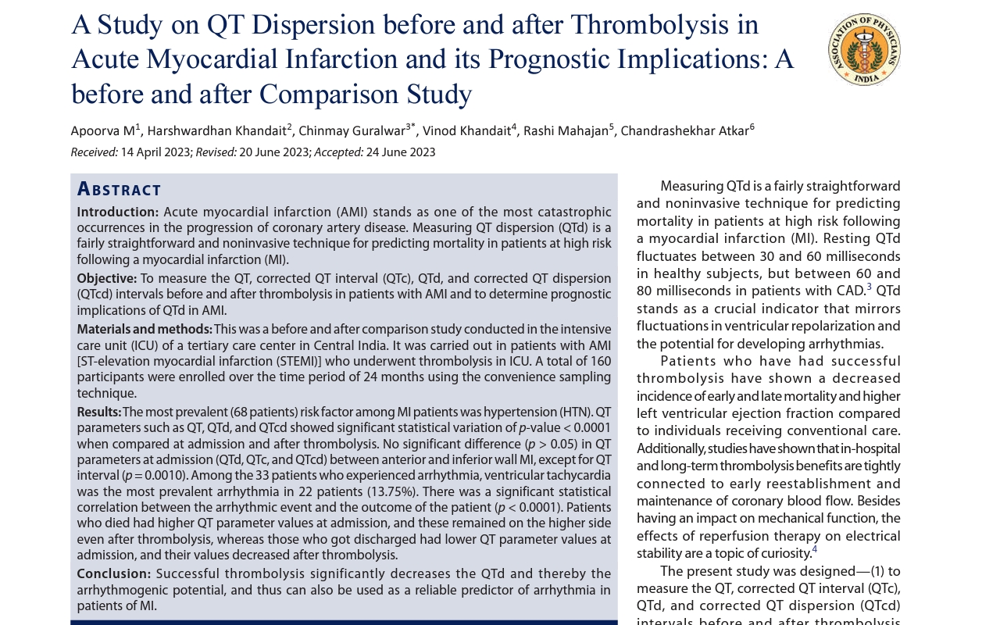 A Study on QT Dispersion before and after Thrombolysis in
Acute Myocardial Infarction and its Prognostic Implications: A
before and after Comparison Study
ASSOCIATION OF PHYSICIANS
INDIA
Apoorva M1, Harshwardhan Khandait2, Chinmay Guralwar3*, Vinod Khandait4, Rashi Mahajan5, Chandrashekhar Atkar6
Received: 14 April 2023; Revised: 20 June 2023; Accepted: 24 June 2023
ABSTRACT
Introduction: Acute myocardial infarction (AMI) stands as one of the most catastrophic
occurrences in the progression of coronary artery disease. Measuring QT dispersion (QTd) is a
fairly straightforward and noninvasive technique for predicting mortality in patients at high risk
following a myocardial infarction (MI).
Objective: To measure the QT, corrected QT interval (QTc), QTd, and corrected QT dispersion
(QTcd) intervals before and after thrombolysis in patients with AMI and to determine prognostic
implications of QTd in AMI.
Materials and methods: This was a before and after comparison study conducted in the intensive
care unit (ICU) of a tertiary care center in Central India. It was carried out in patients with AMI
[ST-elevation myocardial infarction (STEMI)] who underwent thrombolysis in ICU. A total of 160
participants were enrolled over the time period of 24 months using the convenience sampling
technique.
Results: The most prevalent (68 patients) risk factor among MI patients was hypertension (HTN). QT
parameters such as QT, QTd, and QTcd showed significant statistical variation of p-value < 0.0001
when compared at admission and after thrombolysis. No significant difference (p > 0.05) in QT
parameters at admission (QTd, QTc, and QTcd) between anterior and inferior wall MI, except for QT
interval (p = 0.0010). Among the 33 patients who experienced arrhythmia, ventricular tachycardia
was the most prevalent arrhythmia in 22 patients (13.75%). There was a significant statistical
correlation between the arrhythmic event and the outcome of the patient (p < 0.0001). Patients
who died had higher QT parameter values at admission, and these remained on the higher side
even after thrombolysis, whereas those who got discharged had lower QT parameter values at
admission, and their values decreased after thrombolysis.
Conclusion: Successful thrombolysis significantly decreases the QTd and thereby the
arrhythmogenic potential, and thus can also be used as a reliable predictor of arrhythmia in
patients of MI.
Measuring QTd is a fairly straightforward
and noninvasive technique for predicting
mortality in patients at high risk following
a myocardial infarction (MI). Resting QTd
fluctuates between 30 and 60 milliseconds
in healthy subjects, but between 60 and
80 milliseconds in patients with CAD.3 QTd
stands as a crucial indicator that mirrors
fluctuations in ventricular repolarization and
the potential for developing arrhythmias.
Patients who have had successful
thrombolysis have shown a decreased
incidence of early and late mortality and higher
left ventricular ejection fraction compared
to individuals receiving conventional care.
Additionally, studies have shown that in-hospital
and long-term thrombolysis benefits are tightly
connected to early reestablishment and
maintenance of coronary blood flow. Besides
having an impact on mechanical function, the
effects of reperfusion therapy on electrical
stability are a topic of curiosity.4
The present study was designed—(1) to
measure the QT, corrected QT interval (QTc),
QTd, and corrected QT dispersion (QTcd)
intervals before and after thrombolysis